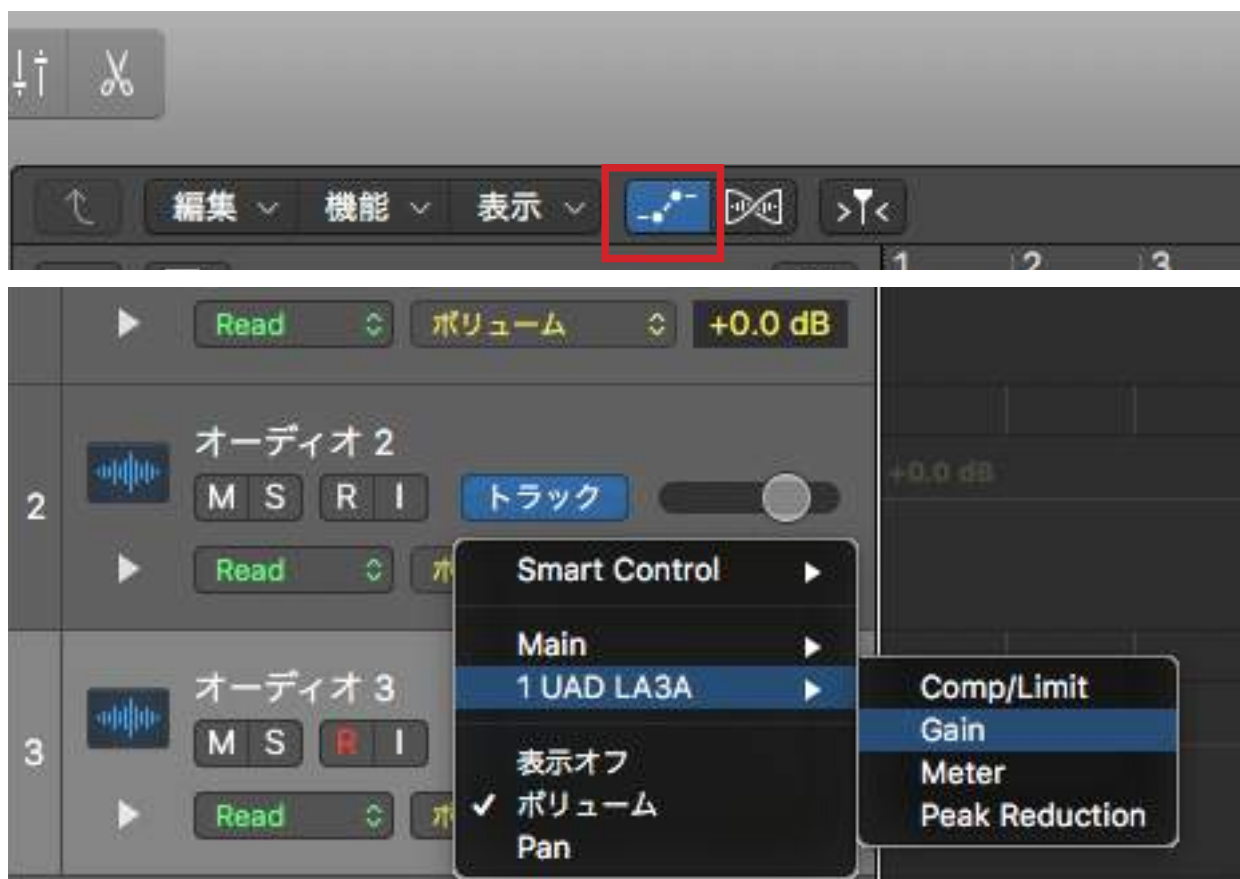 編集 機能 表示
1 2 3
Read ボリューム +0.0 dB
オーディオ 2
2 M S R I トラック
+0.0 dB
Read
Smart Control
Main
1 UAD LA3A
オーディオ 3
3 M S R I
Read
表示オフ
ボリューム
Pan
Comp/Limit
Gain
Meter
Peak Reduction